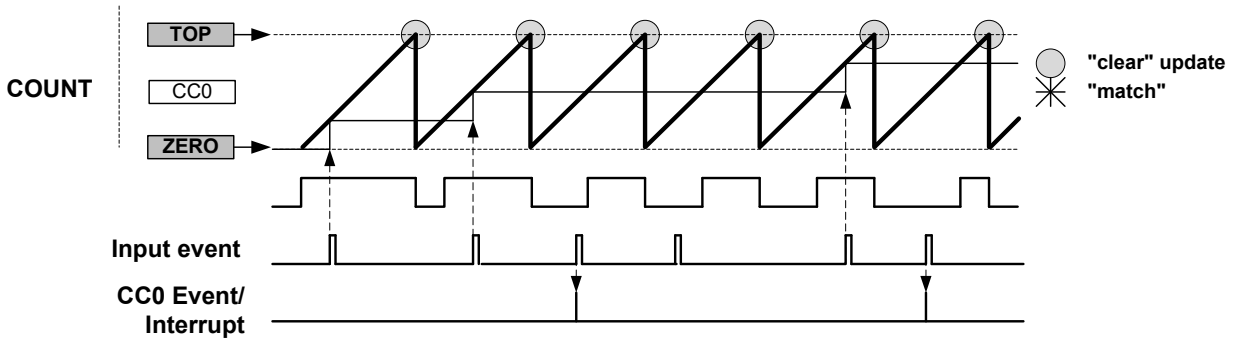 TOP
COUNT
CC0
ZERO
"clear" update
"match"
Input event
CC0 Event/
Interrupt